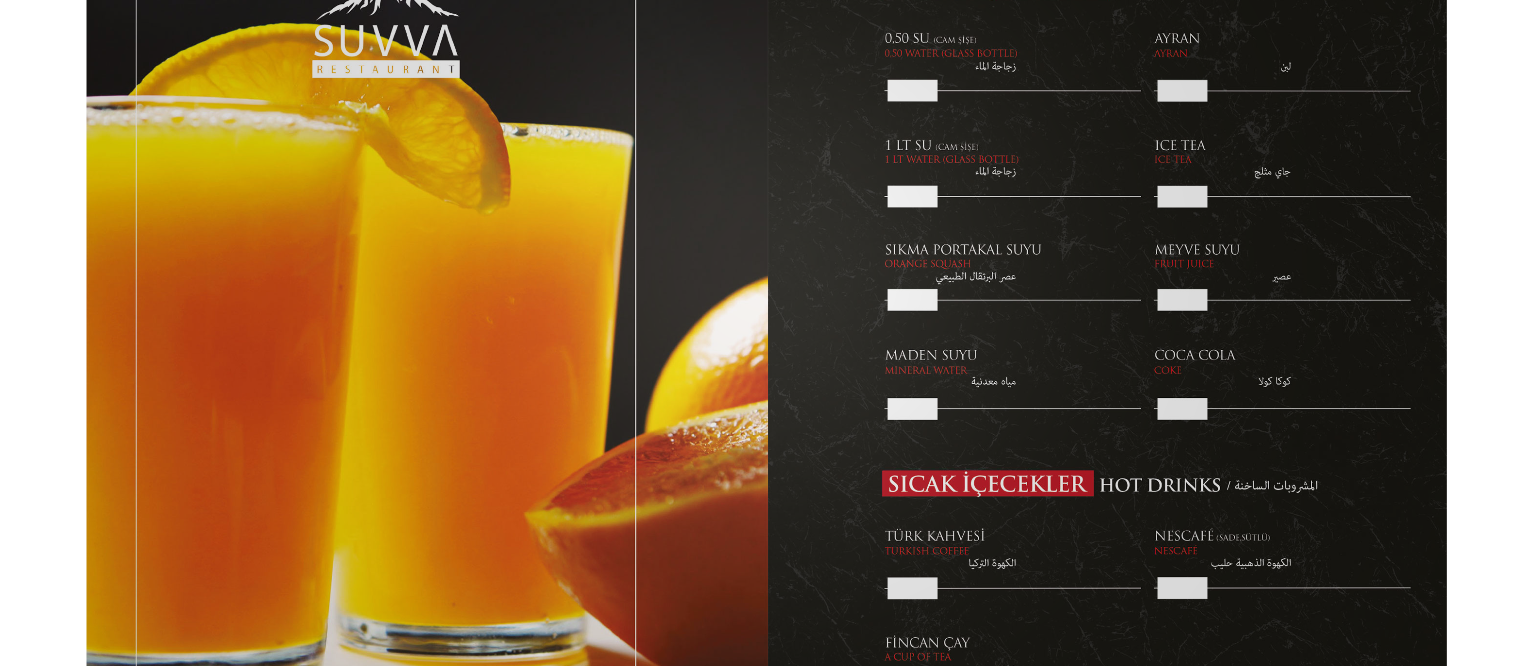 SUVVA
RESTAURANT
0.50 SU (CAM ŞİŞE)
0.50 WATER (GLASS BOTTLE)
زجاجة الماء
AYRAN
AYRAN
لبن
1 LT SU (CAM ŞİŞE)
1 LT WATER (GLASS BOTTLE)
زجاجة الماء
ICE TEA
ICE TEA
جاي مثلج
SIKMA PORTAKAL SUYU
ORANGE SQUASH
عصر البرتقال الطبيعي
MEYVE SUYU
FRUIT JUICE
عصير
MADEN SUYU
MINERAL WATER
مياه معدنية
COCA COLA
COKE
كوكا كولا
SICAK İÇECEKLER HOT DRINKS / المشروبات الساخنة
TÜRK KAHVESİ
TURKISH COFFEE
الكهوة التركيا
NESCAFÉ (SADE,SÜTLÜ)
NESCAFE
الكهوة الذهبية حليب
FİNCAN ÇAY
A CUP OF TEA